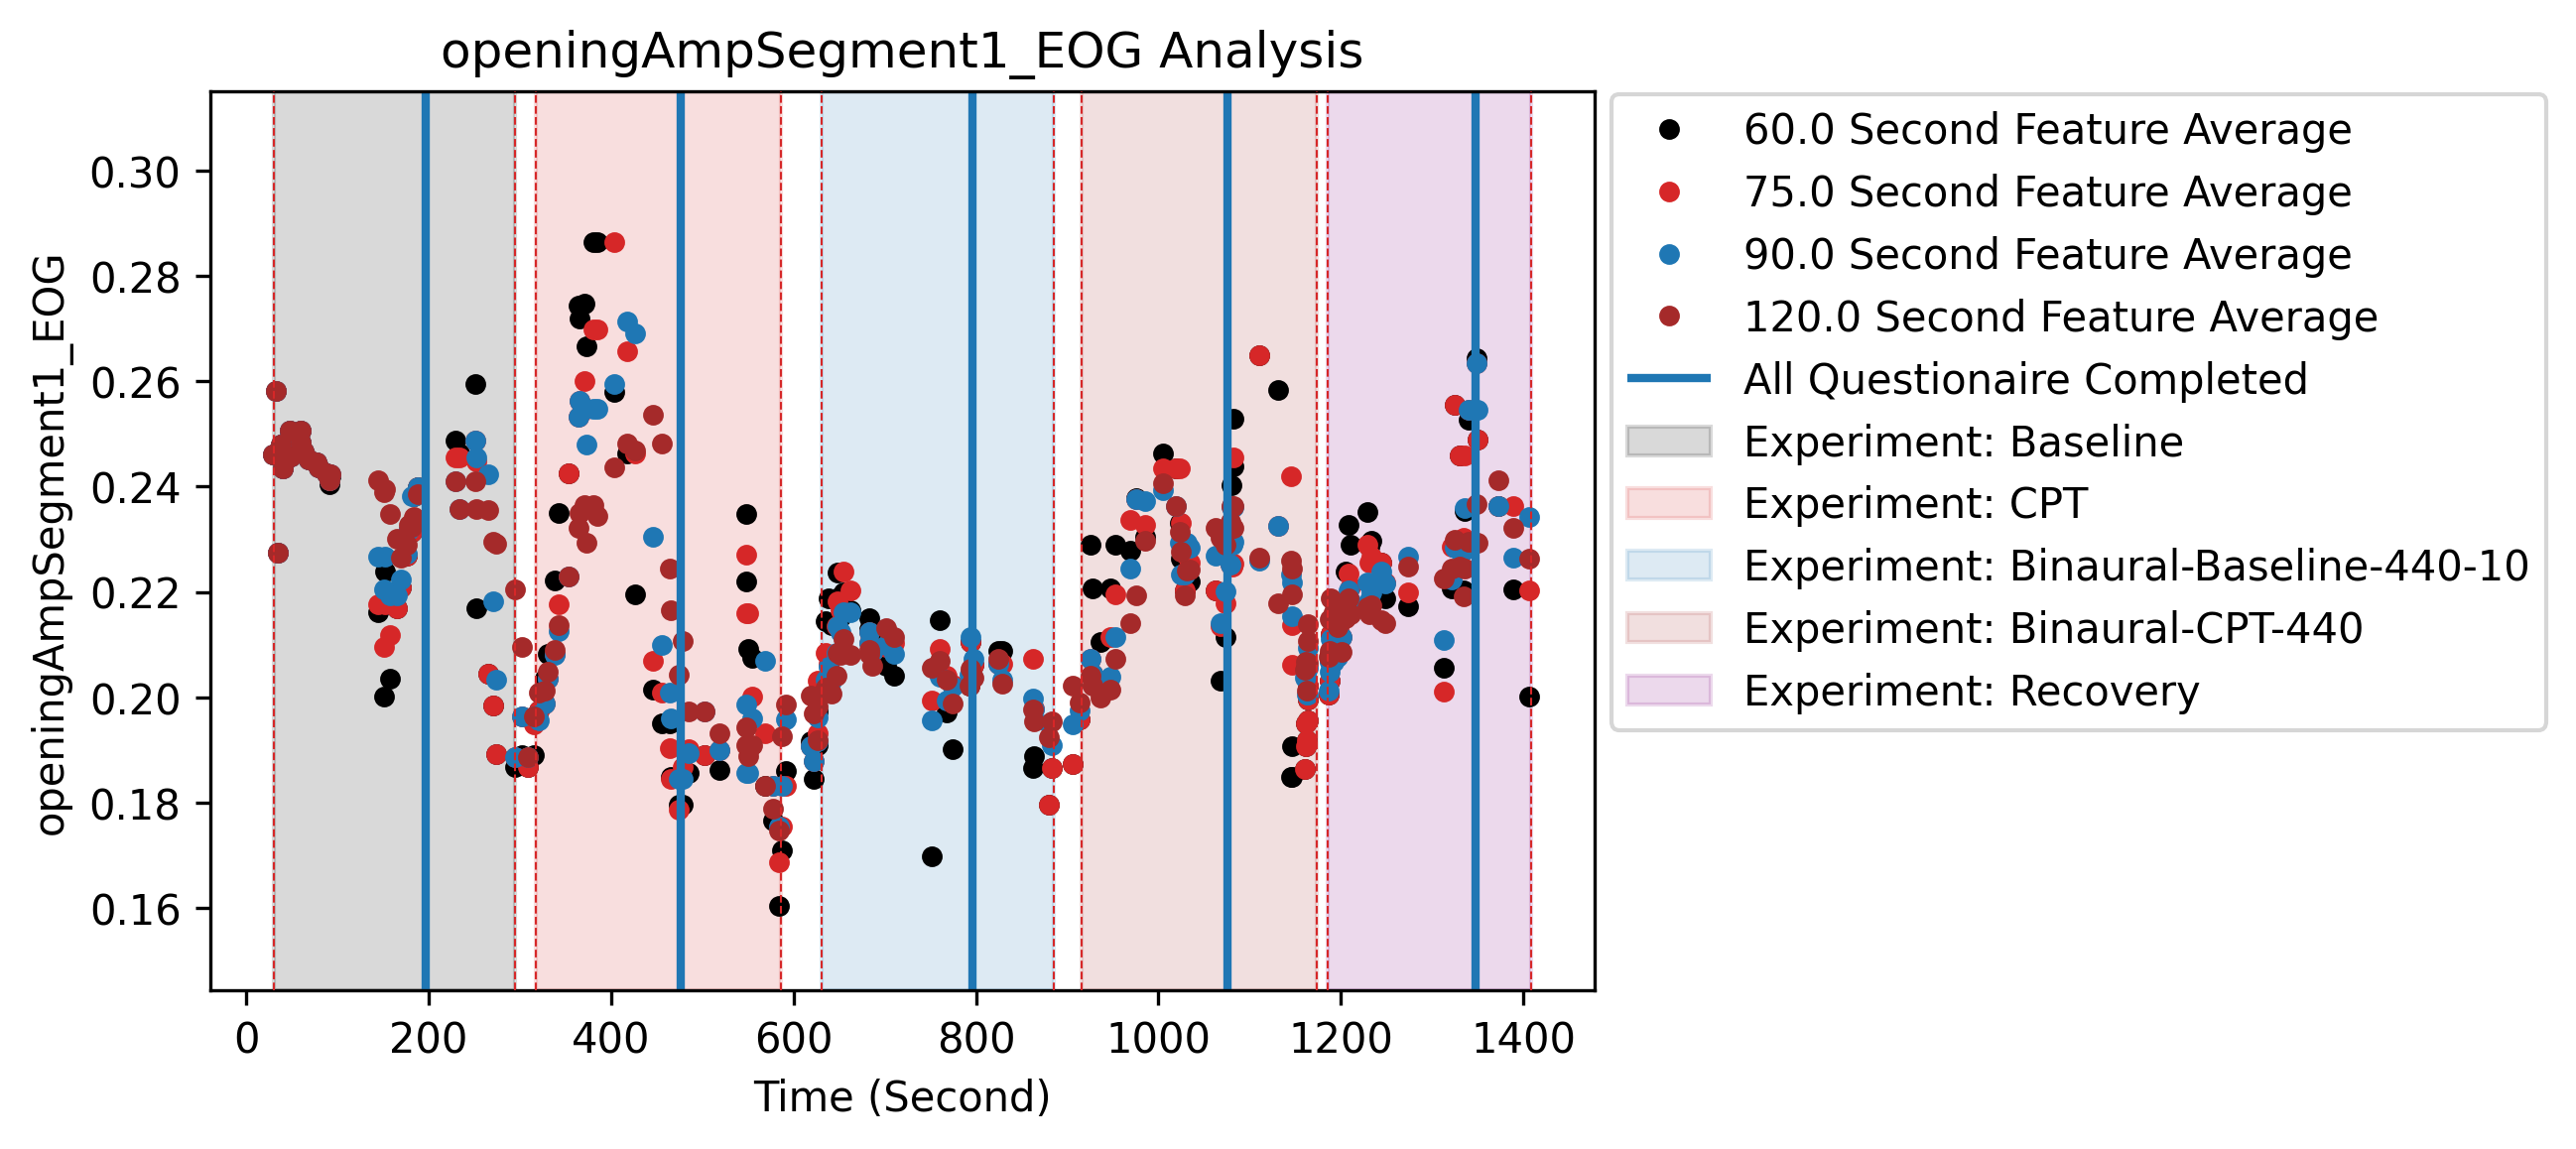 openingAmpSegment1_EOG Analysis
openingAmpSegment1_EOG
0.30
0.28
0.26
0.24
0.22
0.20
0.18
0.16
0
200
400
600
800
1000
1200
1400
Time (Second)
60.0 Second Feature Average
75.0 Second Feature Average
90.0 Second Feature Average
120.0 Second Feature Average
All Questionaire Completed
Experiment: Baseline
Experiment: CPT
Experiment: Binaural-Baseline-440-10
Experiment: Binaural-CPT-440
Experiment: Recovery